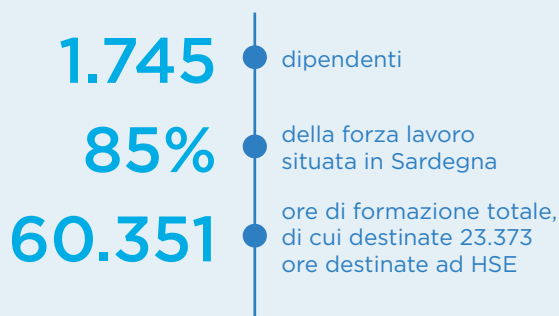 1.745
dipendenti
85%
della forza lavoro
situata in Sardegna
60.351
ore di formazione totale,
di cui destinate 23.373
ore destinate ad HSE